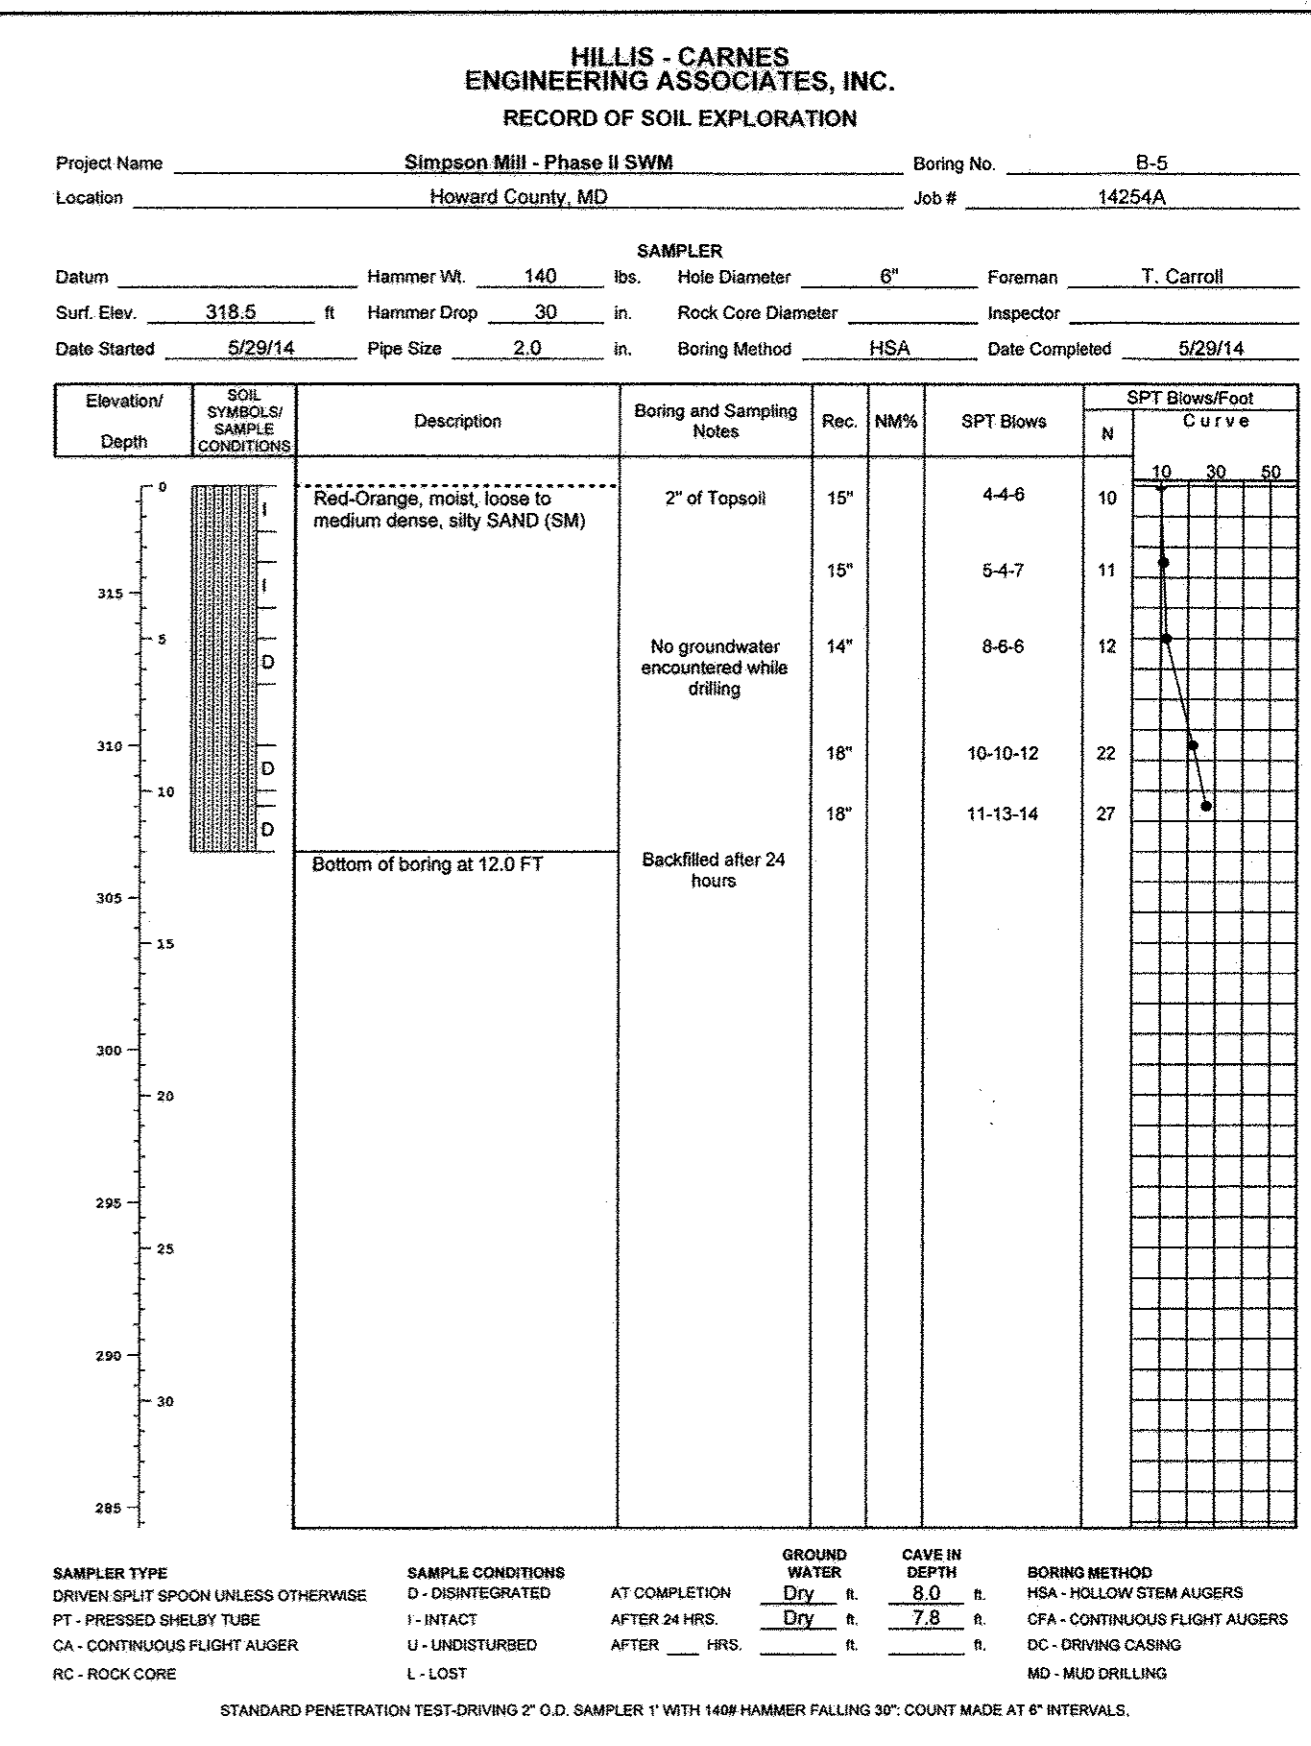 HILLIS - CARNES
ENGINEERING ASSOCIATES, INC.
RECORD OF SOIL EXPLORATION
Project Name Simpson Mill - Phase II SWM Boring No. B-5
Location Howard County, MD Job # 14254A
SAMPLER
Datum Hammer Wt. 140 lbs. Hole Diameter 6" Foreman T. Carroll
Surf. Elev. 318.5 ft Hammer Drop 30 in. Rock Core Diameter Inspector
Date Started 5/29/14 Pipe Size 2.0 in. Boring Method HSA Date Completed 5/29/14
Elevation/
Depth
SOIL
SYMBOLS/
SAMPLE
CONDITIONS
Description
Boring and Sampling
Notes
Rec.
NM%
SPT Blows
SPT Blows/Foot
N
Curve
10 30 50
0 I Red-Orange, moist, loose to 2" of Topsoil 15" 4-4-6 10
medium dense, silty SAND (SM)
I 15" 5-4-7 11
315
5 No groundwater 14" 8-6-6 12
D encountered while
drilling
310 18" 10-10-12 22
D
10
18" 11-13-14 27
D
Bottom of boring at 12.0 FT Backfilled after 24
hours
305
15
300
20
295
25
290
30
285
GROUND CAVE IN
SAMPLER TYPE SAMPLE CONDITIONS WATER DEPTH BORING METHOD
DRIVEN SPLIT SPOON UNLESS OTHERWISE D - DISINTEGRATED AT COMPLETION Dry ft. 8.0 ft. HSA - HOLLOW STEM AUGERS
PT - PRESSED SHELBY TUBE I - INTACT AFTER 24 HRS. Dry ft. 7.8 ft. CFA - CONTINUOUS FLIGHT AUGERS
CA - CONTINUOUS FLIGHT AUGER U - UNDISTURBED AFTER ___ HRS. ft. ft. DC - DRIVING CASING
RC - ROCK CORE L - LOST MD - MUD DRILLING
STANDARD PENETRATION TEST-DRIVING 2" O.D. SAMPLER 1' WITH 140# HAMMER FALLING 30": COUNT MADE AT 6" INTERVALS.